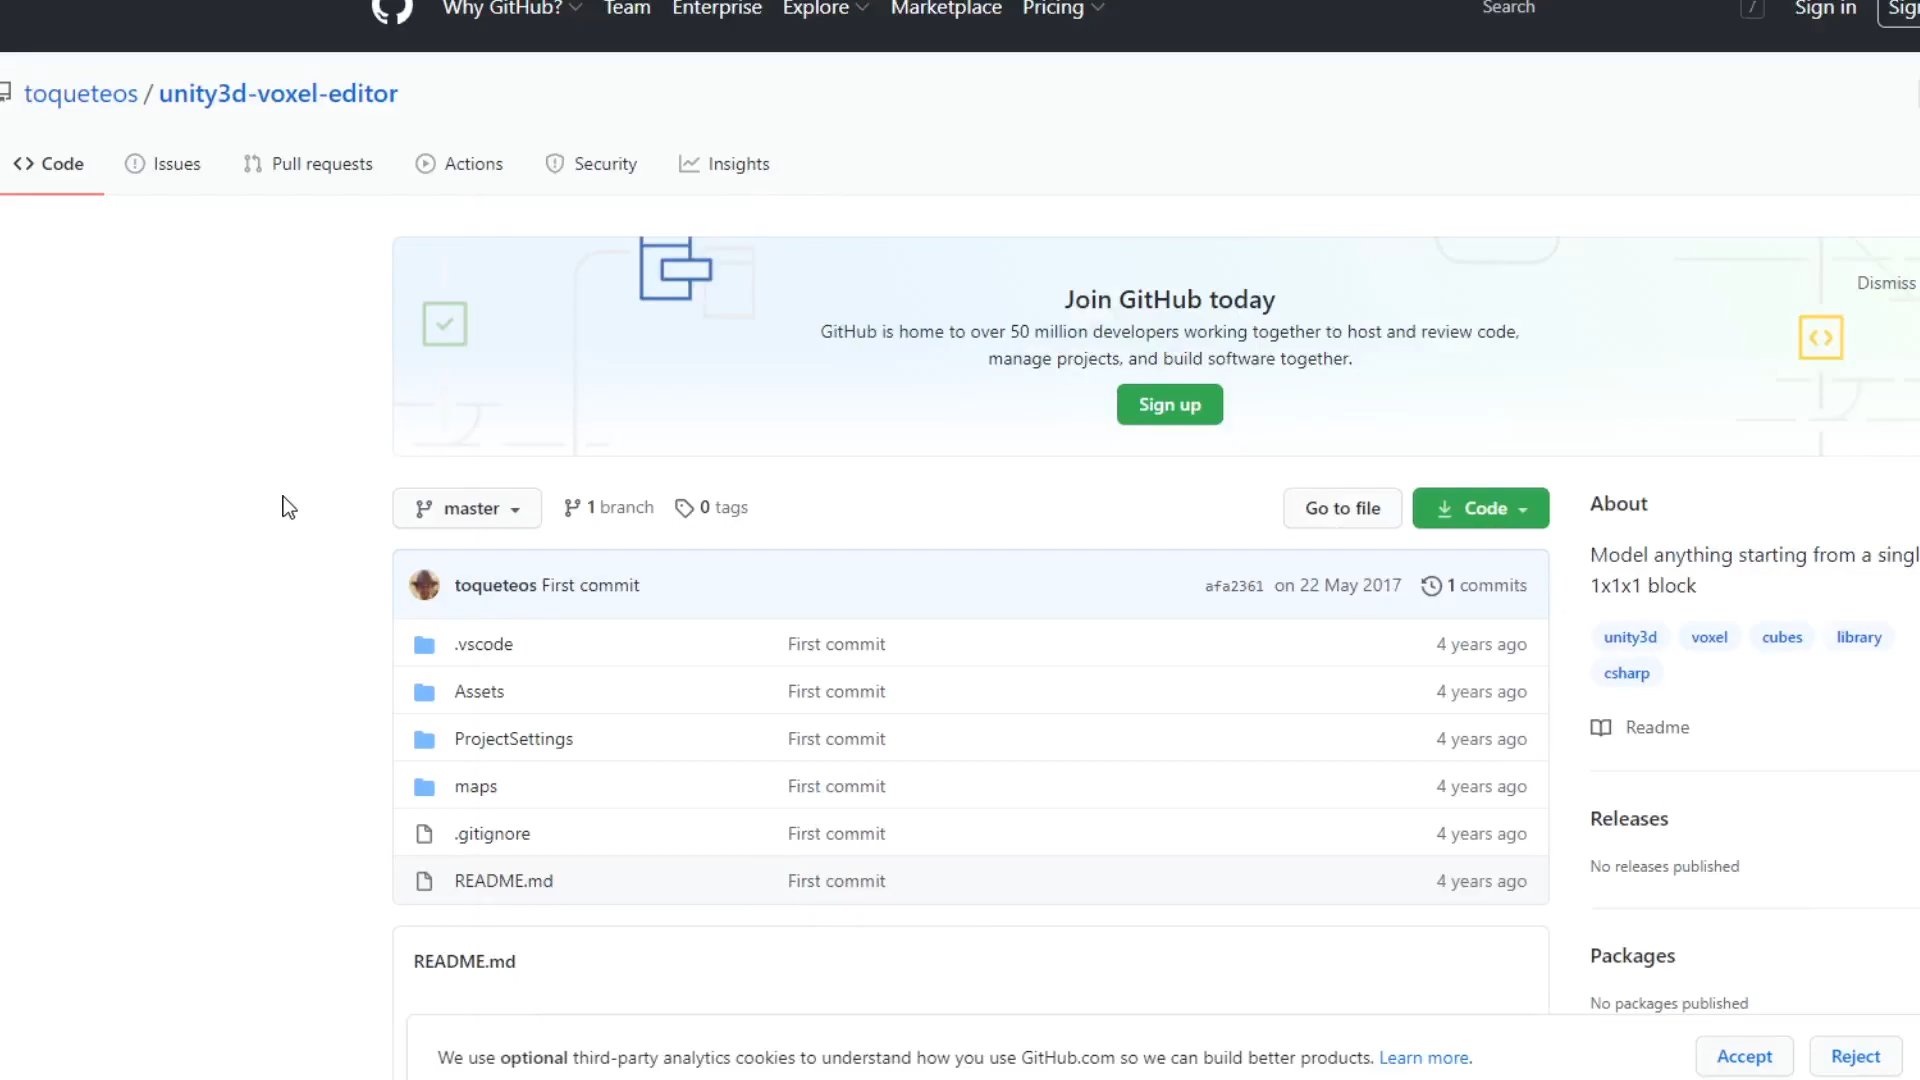 Why GitHub? Team Enterprise Explore Marketplace Pricing Search / Sign in
toqueteos / unity3d-voxel-editor
Code Issues Pull requests Actions Security Insights
Join GitHub today
Dismiss
GitHub is home to over 50 million developers working together to host and review code,
manage projects, and build software together.
Sign up
master 1 branch 0 tags Go to file Code
toqueteos First commit afa2361 on 22 May 2017 1 commits
.vscode First commit 4 years ago
Assets First commit 4 years ago
ProjectSettings First commit 4 years ago
maps First commit 4 years ago
.gitignore First commit 4 years ago
README.md First commit 4 years ago
README.md
About
Model anything starting from a singl
1x1x1 block
unity3d voxel cubes library
csharp
Readme
Releases
No releases published
Packages
No packages published
We use optional third-party analytics cookies to understand how you use GitHub.com so we can build better products. Learn more.
Accept Reject